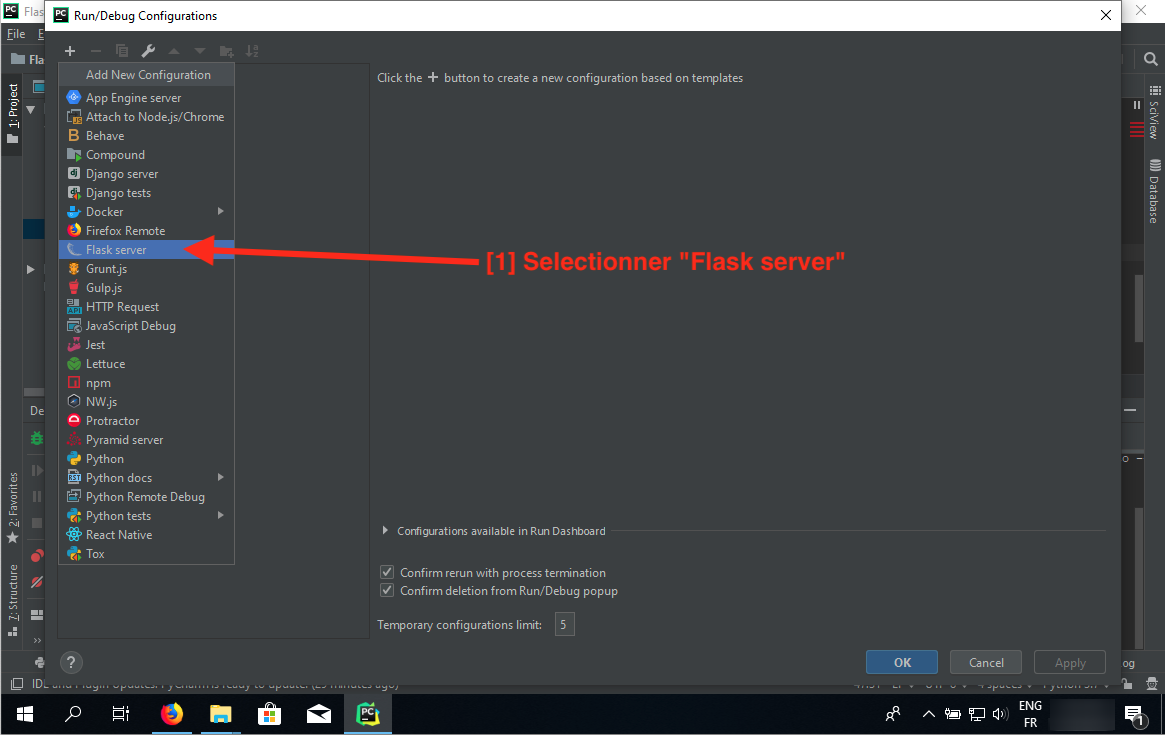 Flas
Run/Debug Configurations
File
E
Fla
Add New Configuration
Click the + button to create a new configuration based on templates
App Engine server
Attach to Node.js/Chrome
Behave
Compound
Django server
Django tests
Docker
Firefox Remote
Flask server
[1] Selectionner "Flask server"
Grunt.js
Gulp.js
HTTP Request
JavaScript Debug
Jest
Lettuce
npm
NW.js
Protractor
Pyramid server
Python
Python docs
Python Remote Debug
Python tests
React Native
Tox
1: Project
De
2: Favorites
7: Structure
SciView
Database
Configurations available in Run Dashboard
Confirm rerun with process termination
Confirm deletion from Run/Debug popup
Temporary configurations limit: 5
?
OK
Cancel
Apply
og
IDE and Plugin Updates: PyCharm is ready to update! (25 minutes ago)
ENG
FR
1